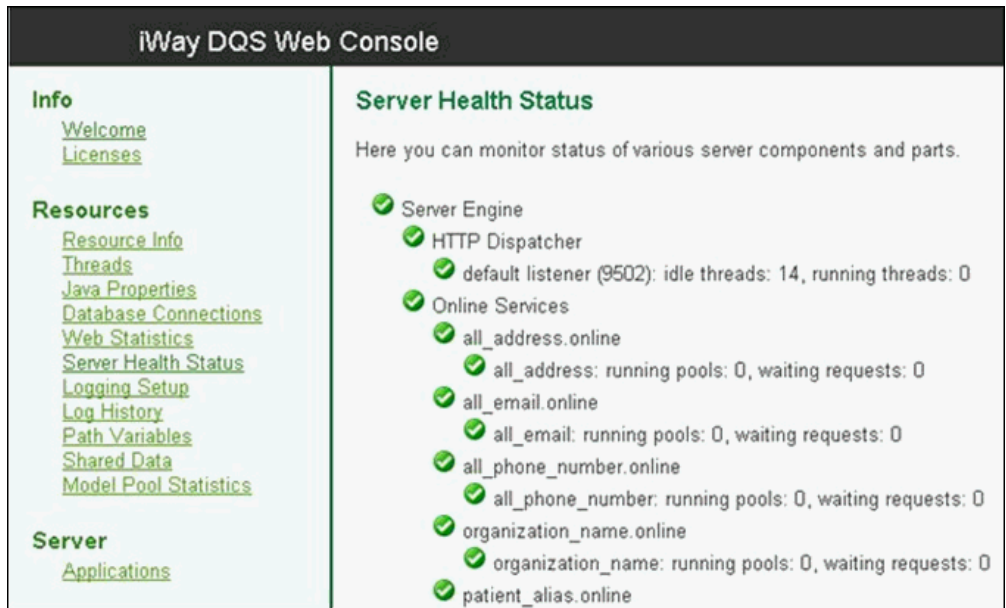 iWay DQS Web Console
Info
Welcome
Licenses
Resources
Resource Info
Threads
Java Properties
Database Connections
Web Statistics
Server Health Status
Logging Setup
Log History
Path Variables
Shared Data
Model Pool Statistics
Server
Applications
Server Health Status
Here you can monitor status of various server components and parts.
Server Engine
HTTP Dispatcher
default listener (9502): idle threads: 14, running threads: 0
Online Services
all_address.online
all_address: running pools: 0, waiting requests: 0
all_email.online
all_email: running pools: 0, waiting requests: 0
all_phone_number.online
all_phone_number: running pools: 0, waiting requests: 0
organization_name.online
organization_name: running pools: 0, waiting requests: 0
patient_alias.online